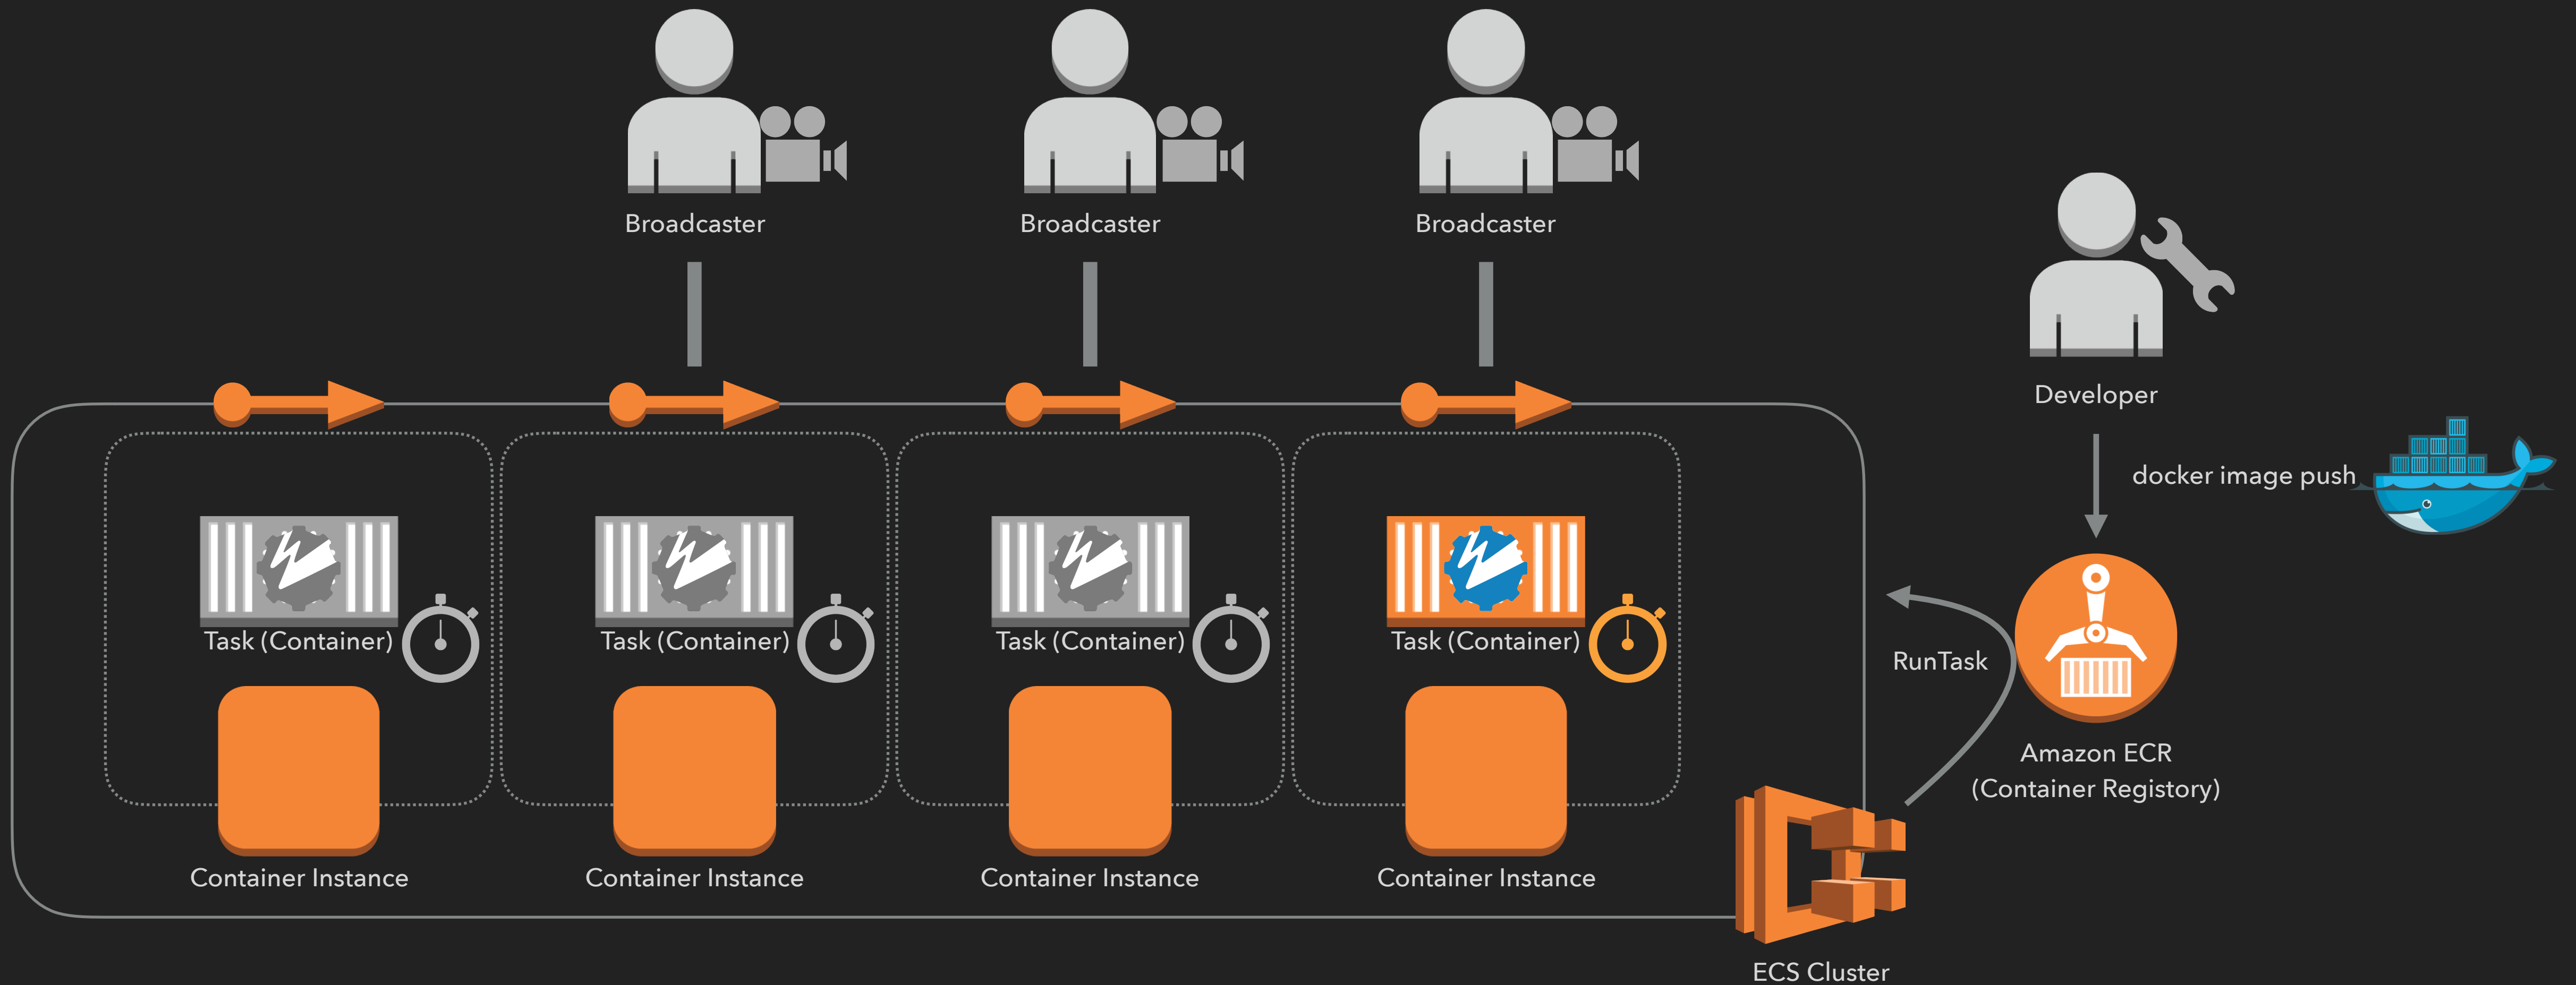 Broadcaster
Broadcaster
Broadcaster
Developer
docker image push
Task (Container)
Task (Container)
Task (Container)
Task (Container)
RunTask
Amazon ECR
(Container Registory)
Container Instance
Container Instance
Container Instance
Container Instance
ECS Cluster